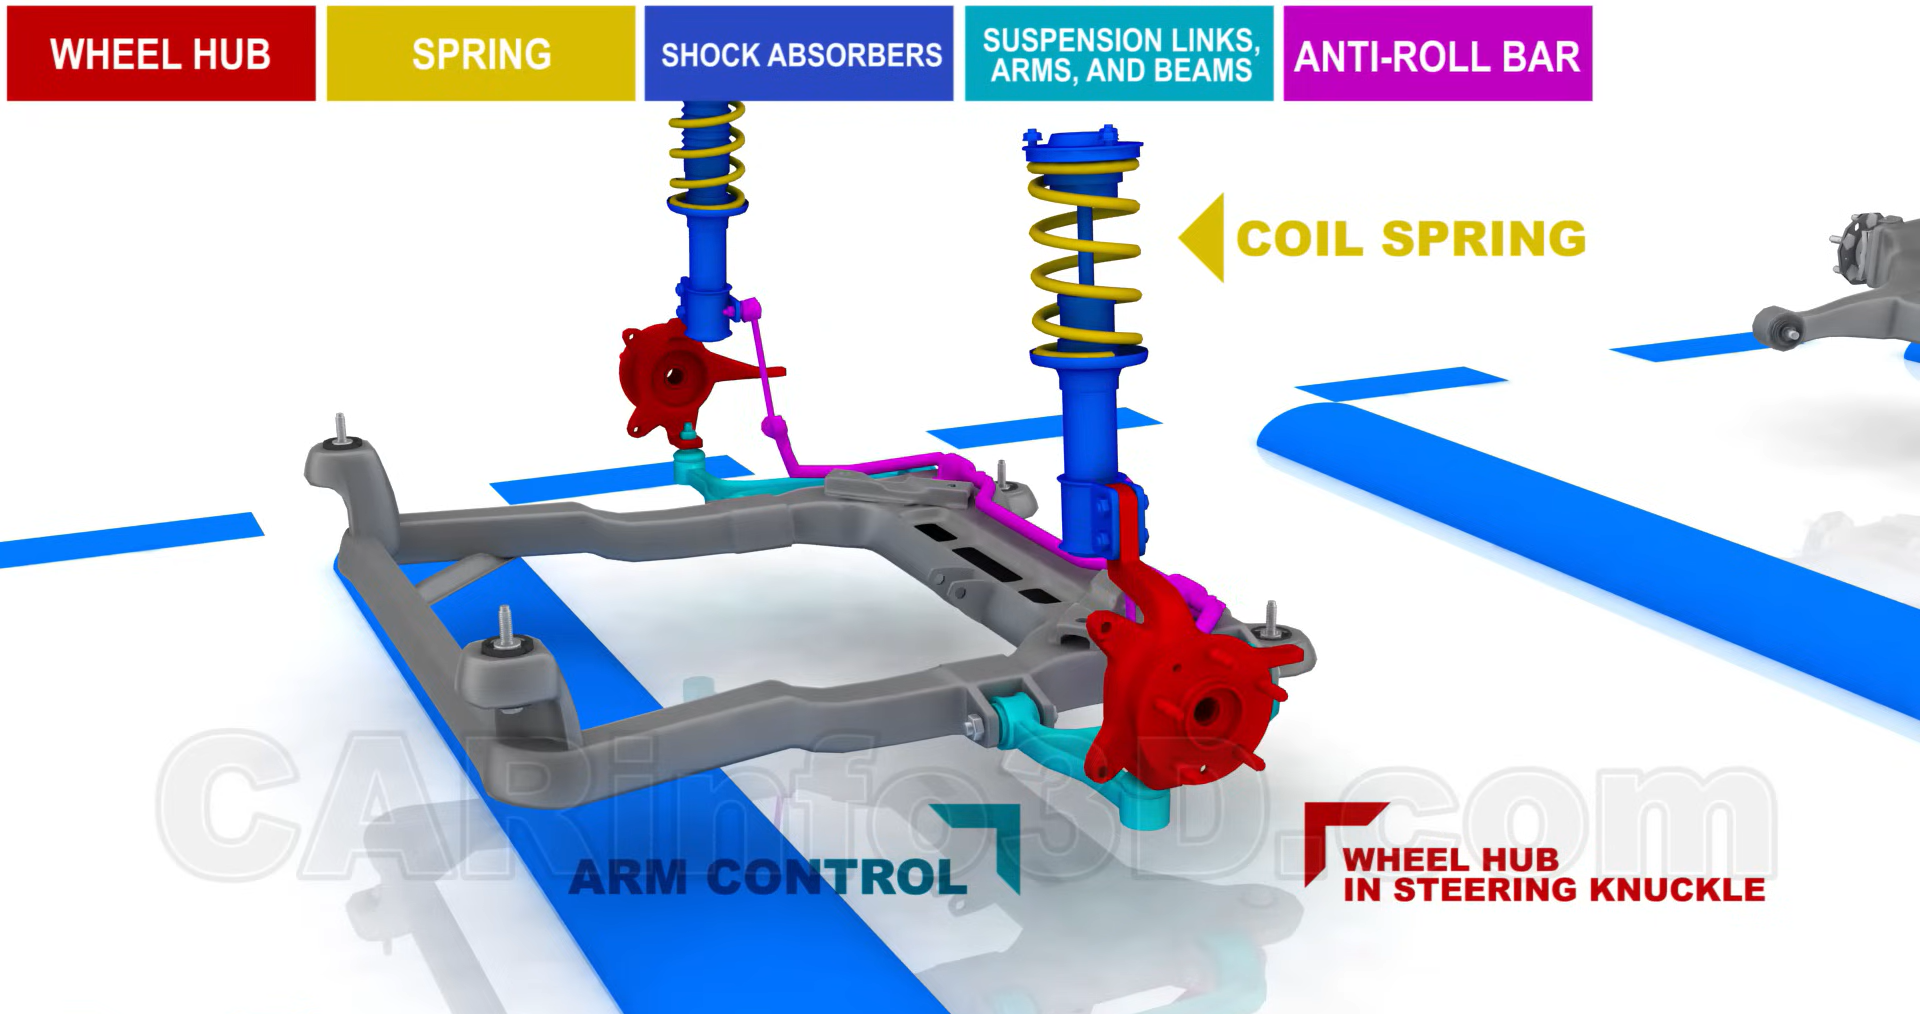 WHEEL HUB
SPRING
SHOCK ABSORBERS
SUSPENSION LINKS,
ARMS, AND BEAMS
ANTI-ROLL BAR
COIL SPRING
CARinfo3D.com
ARM CONTROL
WHEEL HUB
IN STEERING KNUCKLE